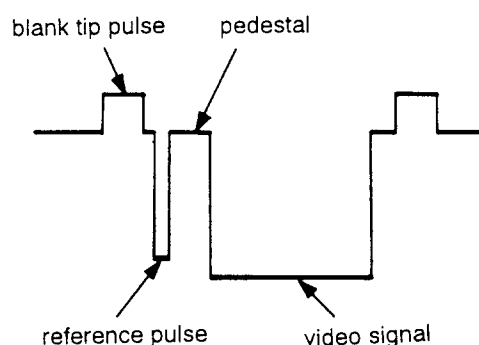 blank tip pulse
pedestal
reference pulse
video signal